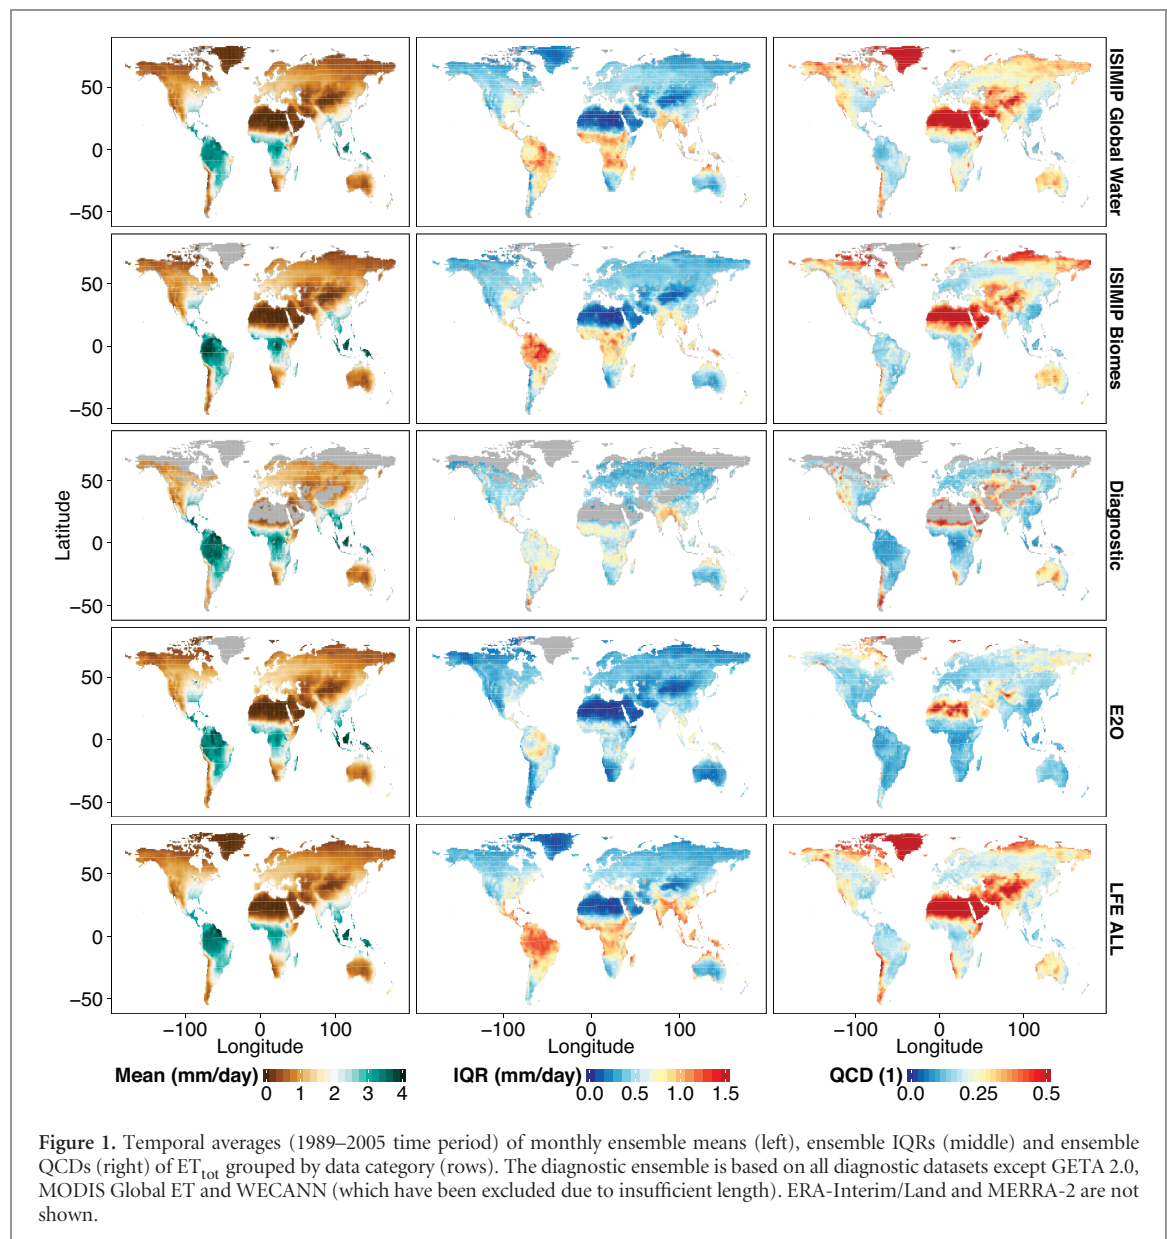 50
0
−50
ISIMIP Global Water
50
0
−50
ISIMIP Biomes
50
0
−50
Latitude
Diagnostic
50
0
−50
E2O
50
0
−50
LFE ALL
−100 0 100
−100 0 100
−100 0 100
Longitude
Longitude
Longitude
Mean (mm/day)
0 1 2 3 4
IQR (mm/day)
0.0 0.5 1.0 1.5
QCD (1)
0.0 0.25 0.5
Figure 1. Temporal averages (1989–2005 time period) of monthly ensemble means (left), ensemble IQRs (middle) and ensemble
QCDs (right) of ETtot grouped by data category (rows). The diagnostic ensemble is based on all diagnostic datasets except GETA 2.0,
MODIS Global ET and WECANN (which have been excluded due to insufficient length). ERA-Interim/Land and MERRA-2 are not
shown.